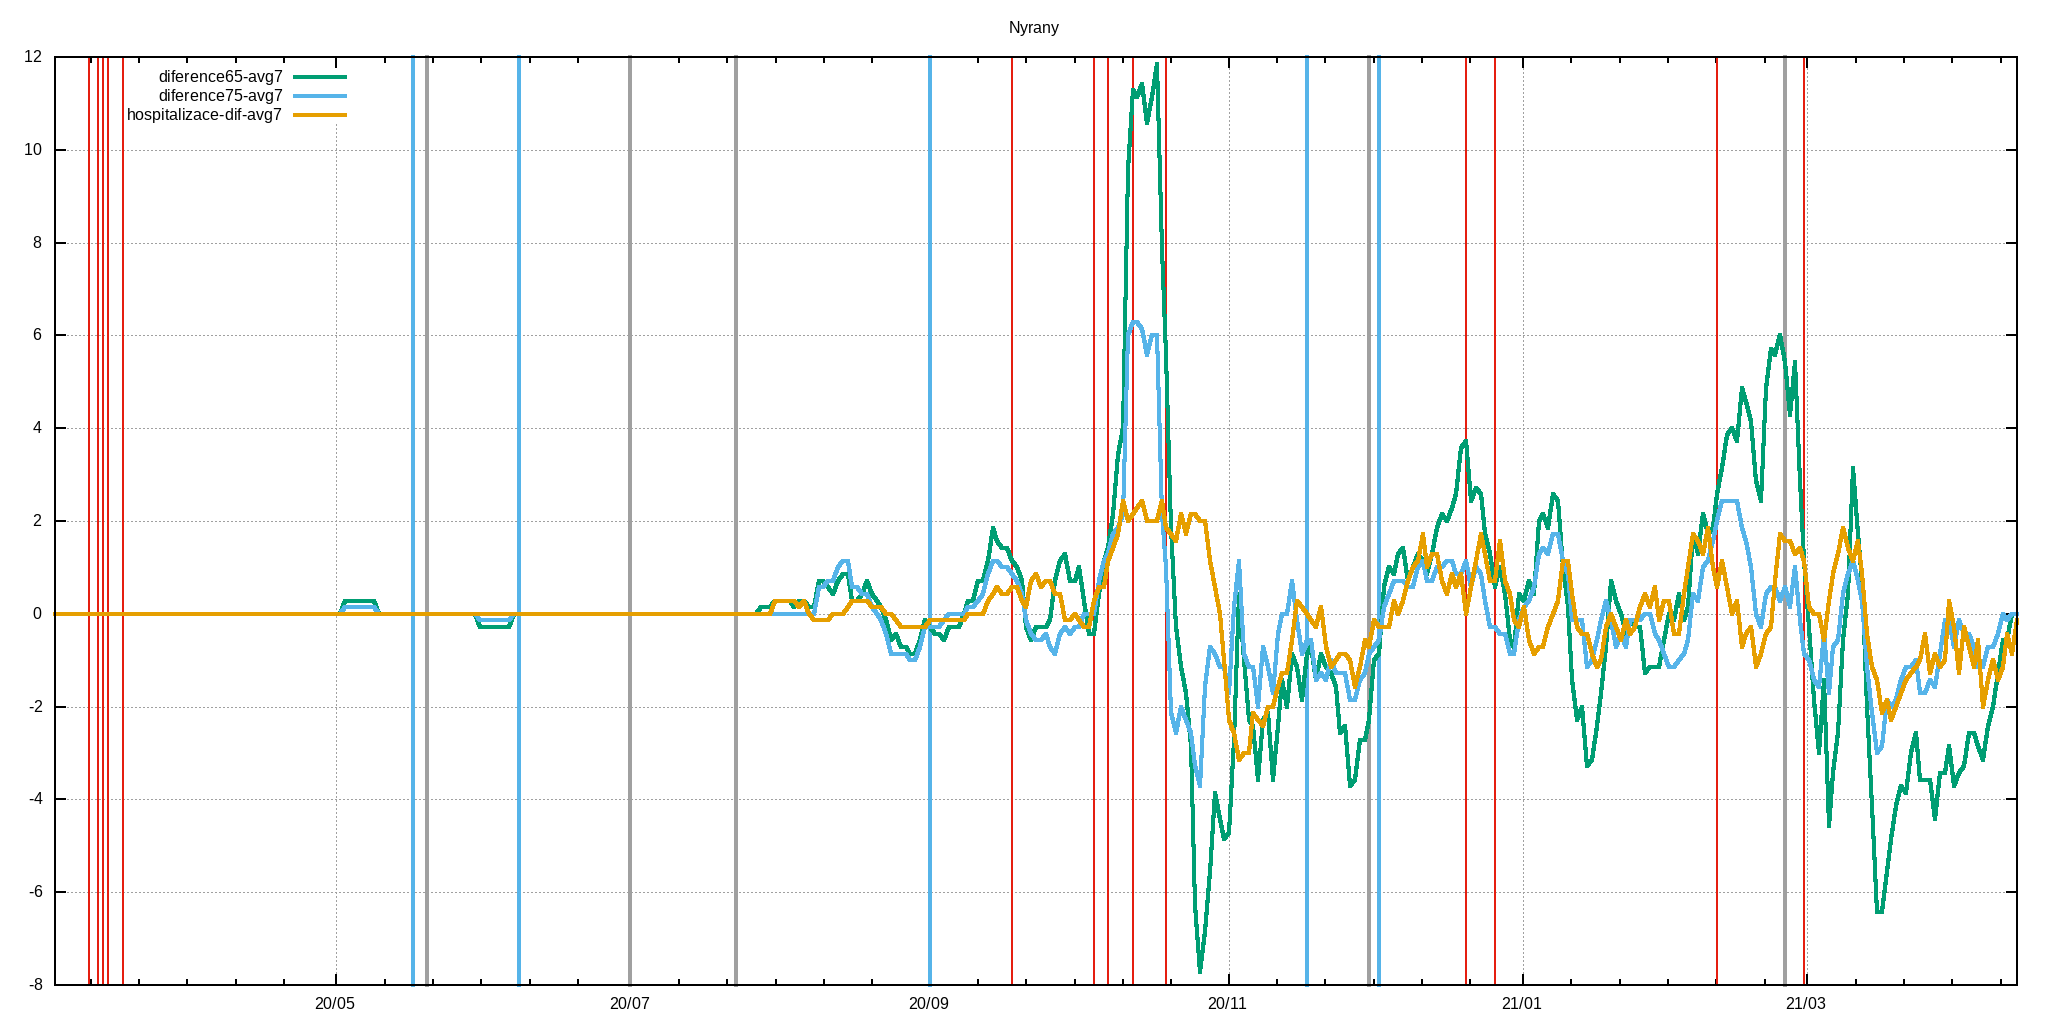 Nyrany
12
diference65-avg7
diference75-avg7
hospitalizace-dif-avg7
10
8
6
4
2
0
-2
-4
-6
-8
20/05 20/07 20/09 20/11 21/01 21/03